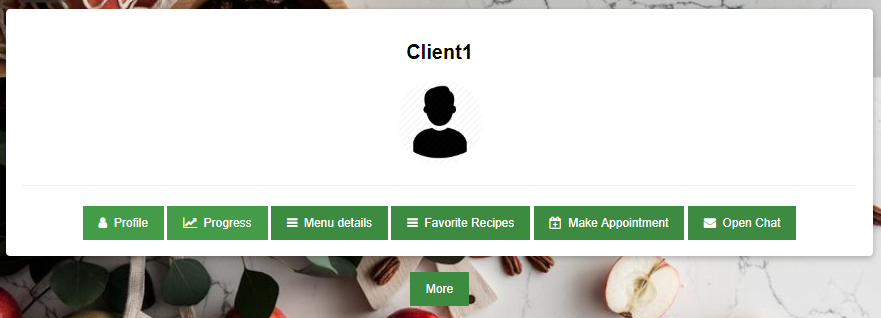 Client1
Profile Progress Menu details Favorite Recipes Make Appointment Open Chat
More